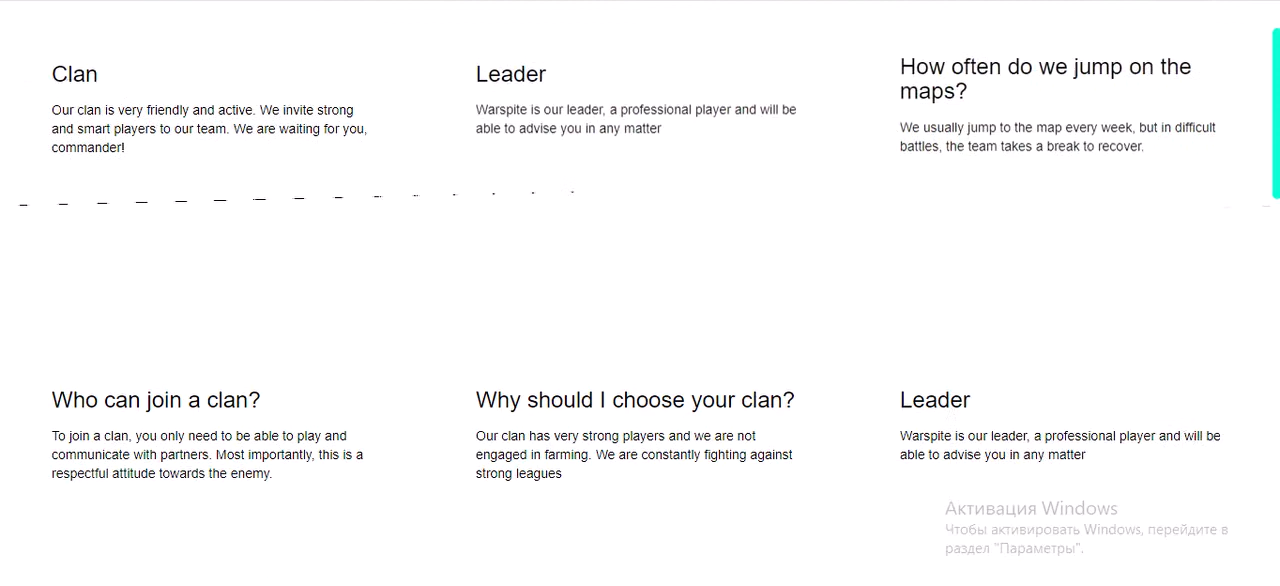 Clan
Our clan is very friendly and active. We invite strong
and smart players to our team. We are waiting for you,
commander!
Leader
Warspite is our leader, a professional player and will be
able to advise you in any matter
How often do we jump on the
maps?
We usually jump to the map every week, but in difficult
battles, the team takes a break to recover.
Who can join a clan?
To join a clan, you only need to be able to play and
communicate with partners. Most importantly, this is a
respectful attitude towards the enemy.
Why should I choose your clan?
Our clan has very strong players and we are not
engaged in farming. We are constantly fighting against
strong leagues
Leader
Warspite is our leader, a professional player and will be
able to advise you in any matter
Активация Windows
Чтобы активировать Windows, перейдите в
раздел "Параметры".